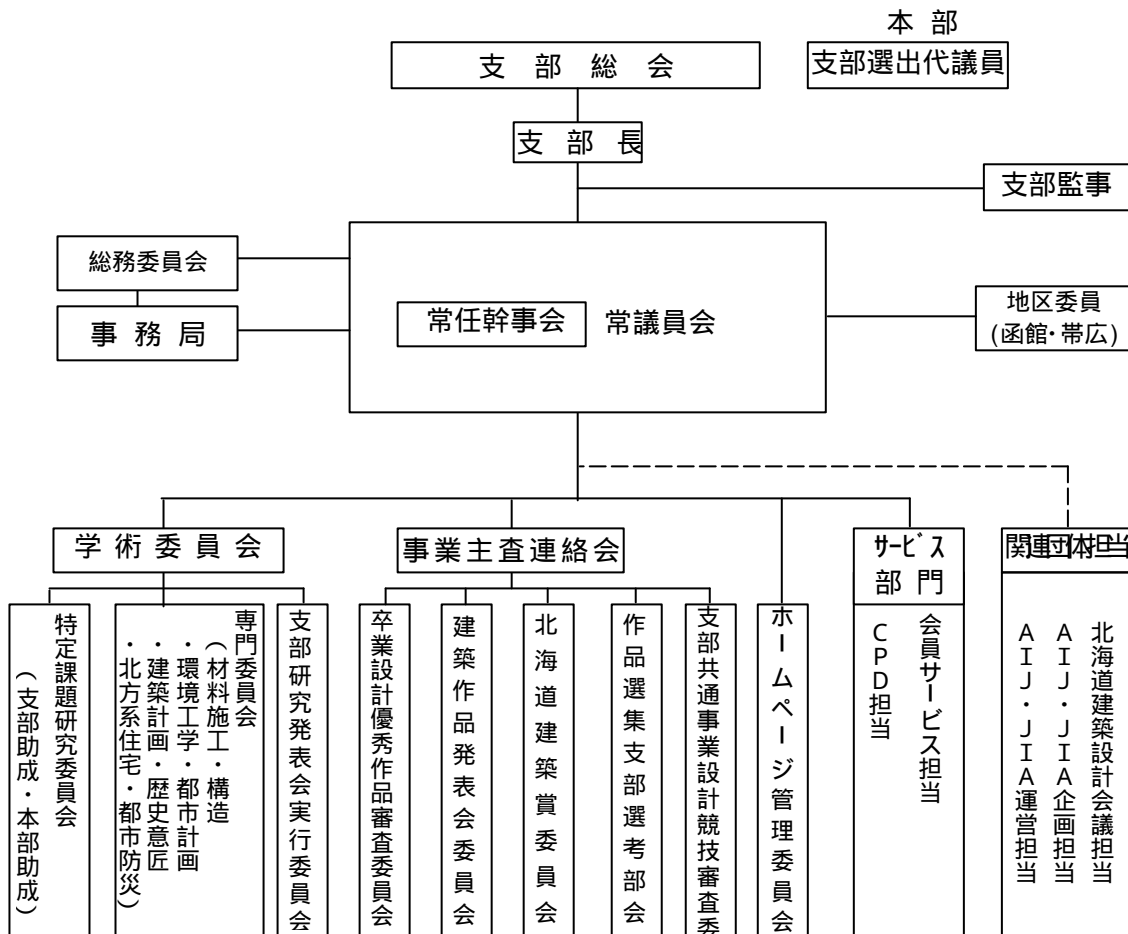 本部
支部総会
支部選出代議員
支部長
支部監事
総務委員会
事務局
常任幹事会
常議員会
地区委員
(函館・帯広)
学術委員会
事業主査連絡会
サービス
部門
関連団体担当
特定課題研究委員会
(支部助成・本部助成)
専門委員会
(材料施工・構造
・環境工学・都市計画
・建築計画・歴史意匠
・北方系住宅・都市防災)
支部研究発表会実行委員会
卒業設計優秀作品審査委員会
建築作品発表会委員会
北海道建築賞委員会
作品選集支部選考部会
支部共通事業設計競技審査委
ホームページ管理委員会
会員サービス担当
CPD担当
北海道建築設計会議担当
AIJ・JIA企画担当
AIJ・JIA運営担当